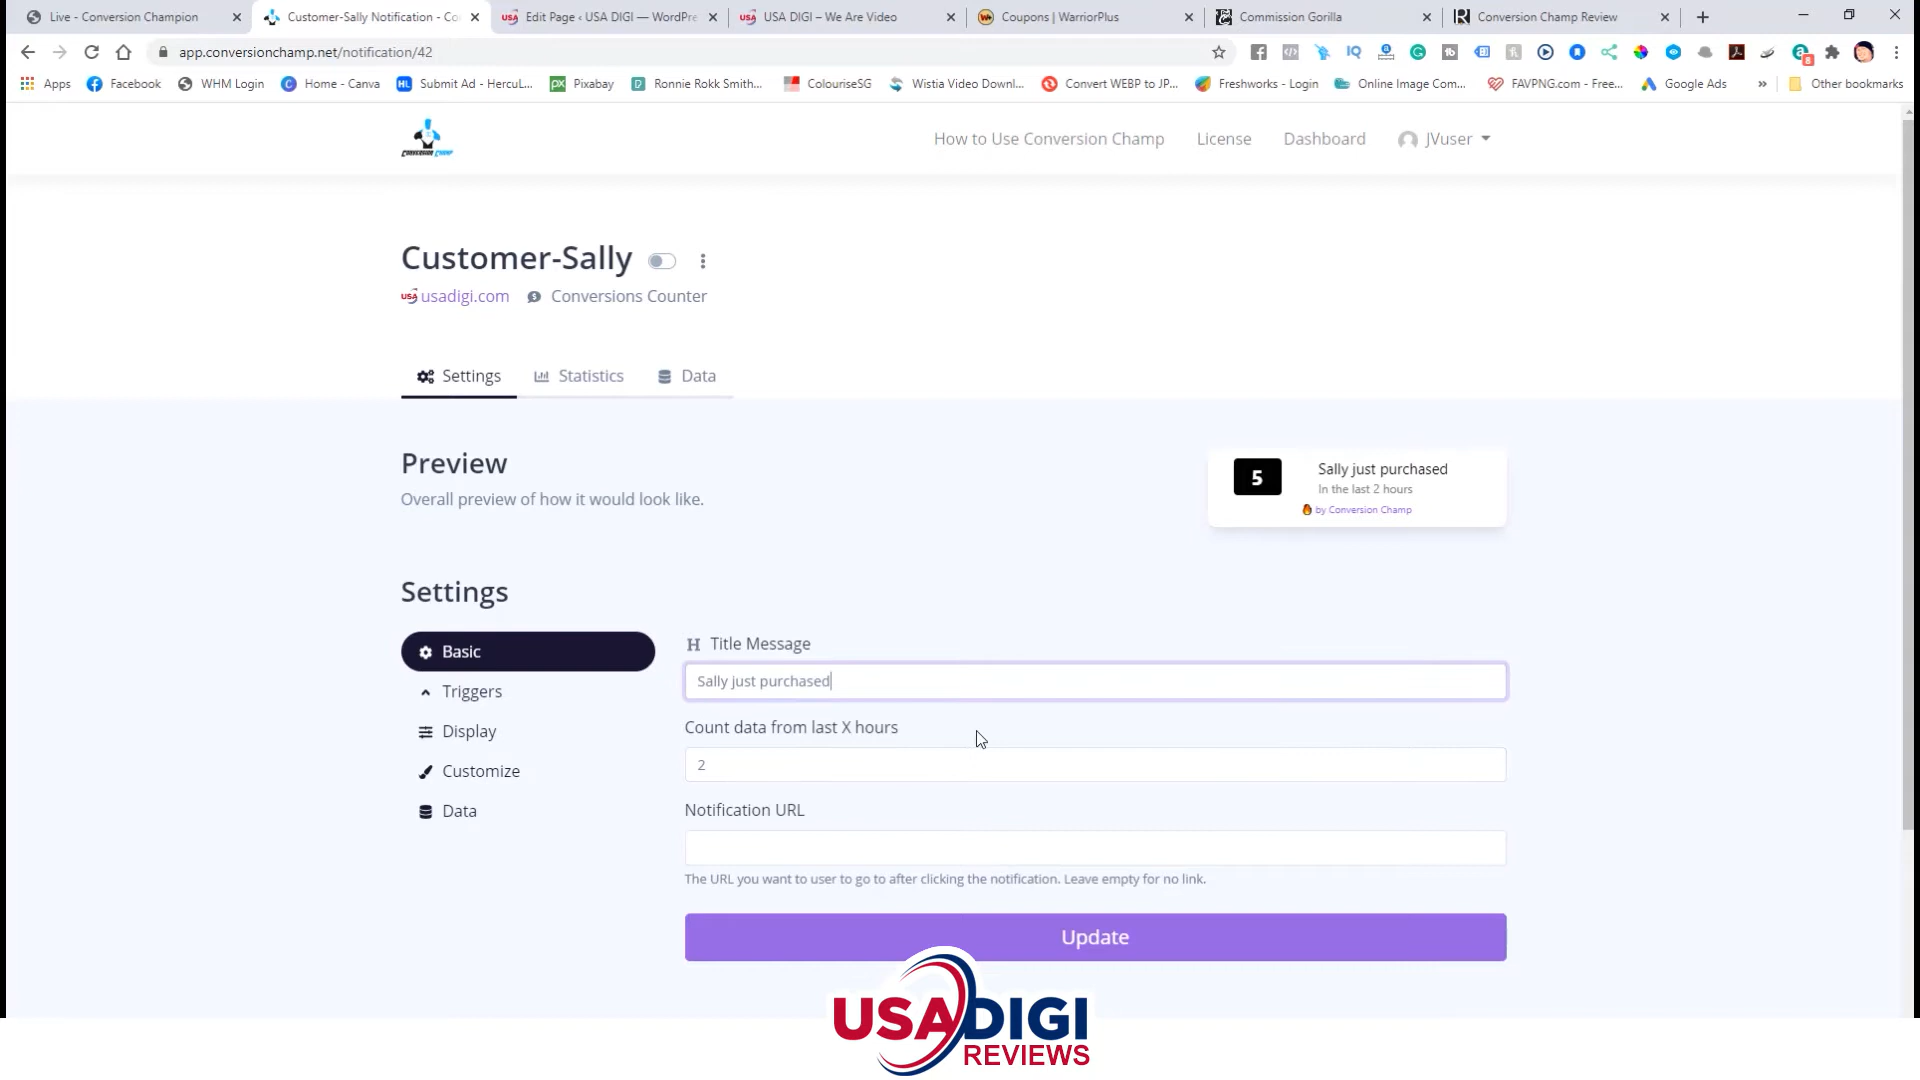 Live - Conversion Champion
Customer-Sally Notification - Co
Edit Page ‹ USA DIGI — WordPre
USA DIGI – We Are Video
Coupons | WarriorPlus
Commission Gorilla
Conversion Champ Review
app.conversionchamp.net/notification/42
Apps
Facebook
WHM Login
Home - Canva
Submit Ad - HercuL...
Pixabay
Ronnie Rokk Smith...
ColouriseSG
Wistia Video Downl...
Convert WEBP to JP...
Freshworks - Login
Online Image Com...
FAVPNG.com - Free...
Google Ads
»
Other bookmarks
CONVERSION CHAMP
How to Use Conversion Champ
License
Dashboard
JVuser
Customer-Sally
USA usadigi.com
Conversions Counter
Settings
Statistics
Data
Preview
Overall preview of how it would look like.
5
Sally just purchased
In the last 2 hours
by Conversion Champ
Settings
Basic
Triggers
Display
Customize
Data
H Title Message
Sally just purchased
Count data from last X hours
2
Notification URL
The URL you want to user to go to after clicking the notification. Leave empty for no link.
Update
USADIGI
REVIEWS